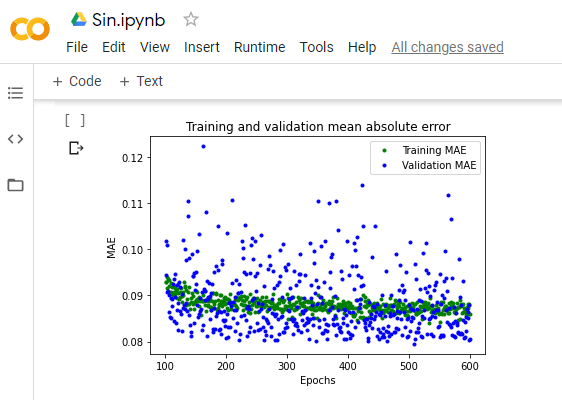 Sin.ipynb
File Edit View Insert Runtime Tools Help All changes saved
+ Code + Text
[ ]
Training and validation mean absolute error
Training MAE
Validation MAE
0.12
0.11
0.10
0.09
0.08
MAE
100 200 300 400 500 600
Epochs